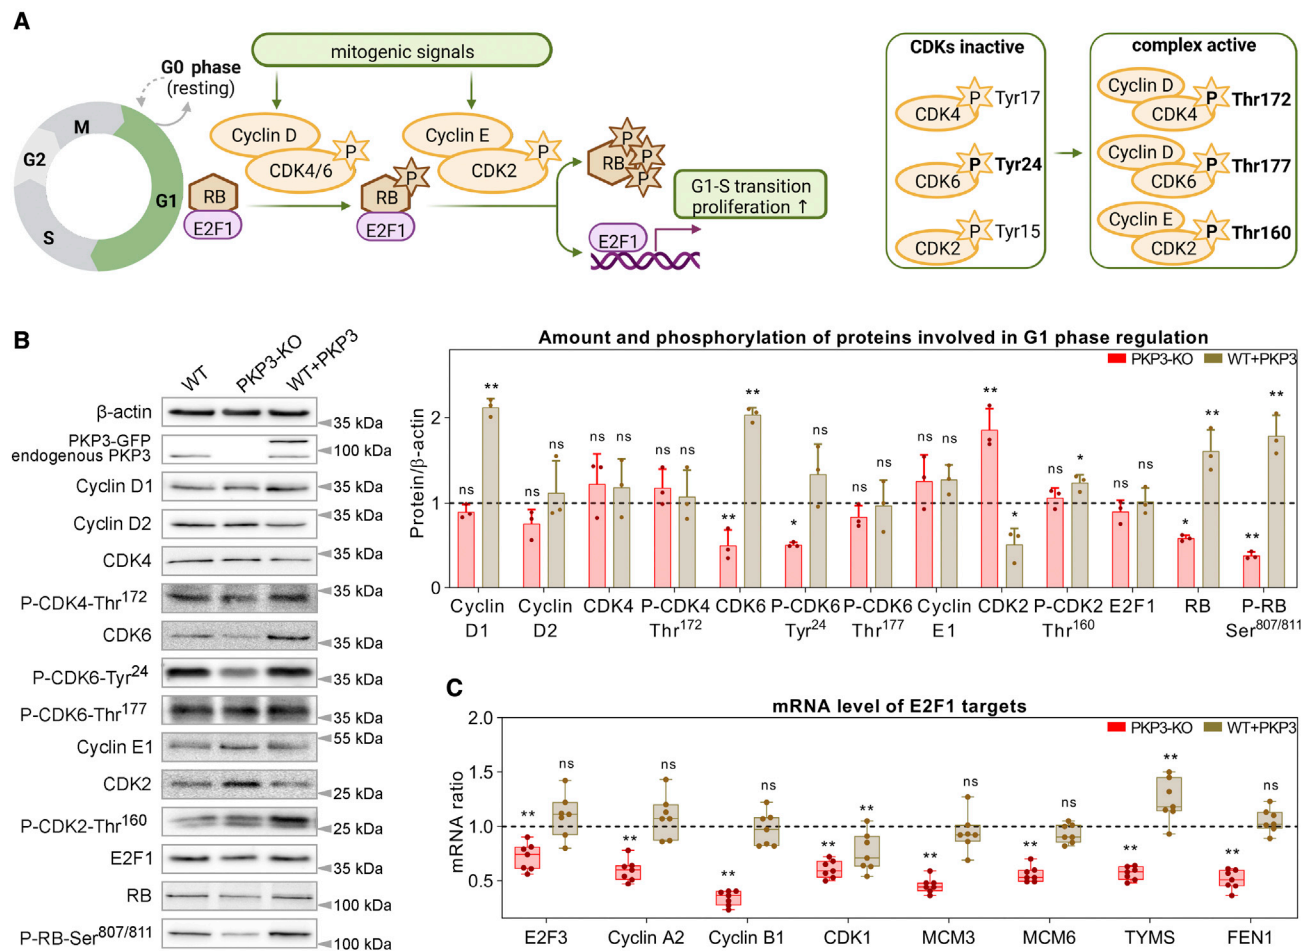 A
mitogenic signals
G0 phase
(resting)
M
G2
G1
S
Cyclin D
CDK4/6
P
RB
E2F1
RB
P
E2F1
Cyclin E
CDK2
P
RB
P
P
P
P
E2F1
G1-S transition
proliferation ↑
CDKs inactive
CDK4
P
Tyr17
CDK6
P
Tyr24
CDK2
P
Tyr15
complex active
Cyclin D
CDK4
P
Thr172
Cyclin D
CDK6
P
Thr177
Cyclin E
CDK2
P
Thr160
B
WT
PKP3-KO
WT+PKP3
β-actin
35 kDa
PKP3-GFP
endogenous PKP3
100 kDa
Cyclin D1
35 kDa
Cyclin D2
35 kDa
CDK4
35 kDa
P-CDK4-Thr172
35 kDa
CDK6
35 kDa
P-CDK6-Tyr24
35 kDa
P-CDK6-Thr177
35 kDa
Cyclin E1
55 kDa
CDK2
25 kDa
P-CDK2-Thr160
25 kDa
E2F1
35 kDa
RB
100 kDa
P-RB-Ser807/811
100 kDa
Amount and phosphorylation of proteins involved in G1 phase regulation
PKP3-KO
WT+PKP3
Protein/β-actin
2
1
0
ns ** ns ns ns ns ns ns ** ** * ns ns ns ns ns ** * ns * ns ns * ** ** **
Cyclin D1
Cyclin D2
CDK4
P-CDK4 Thr172
CDK6
P-CDK6 Tyr24
P-CDK6 Thr177
Cyclin E1
CDK2
P-CDK2 Thr160
E2F1
RB
P-RB Ser807/811
C
mRNA level of E2F1 targets
PKP3-KO
WT+PKP3
mRNA ratio
2.0
1.5
1.0
0.5
** ns ** ns ** ns ** ** ** ns ** ns ** ** ** ns
E2F3
Cyclin A2
Cyclin B1
CDK1
MCM3
MCM6
TYMS
FEN1